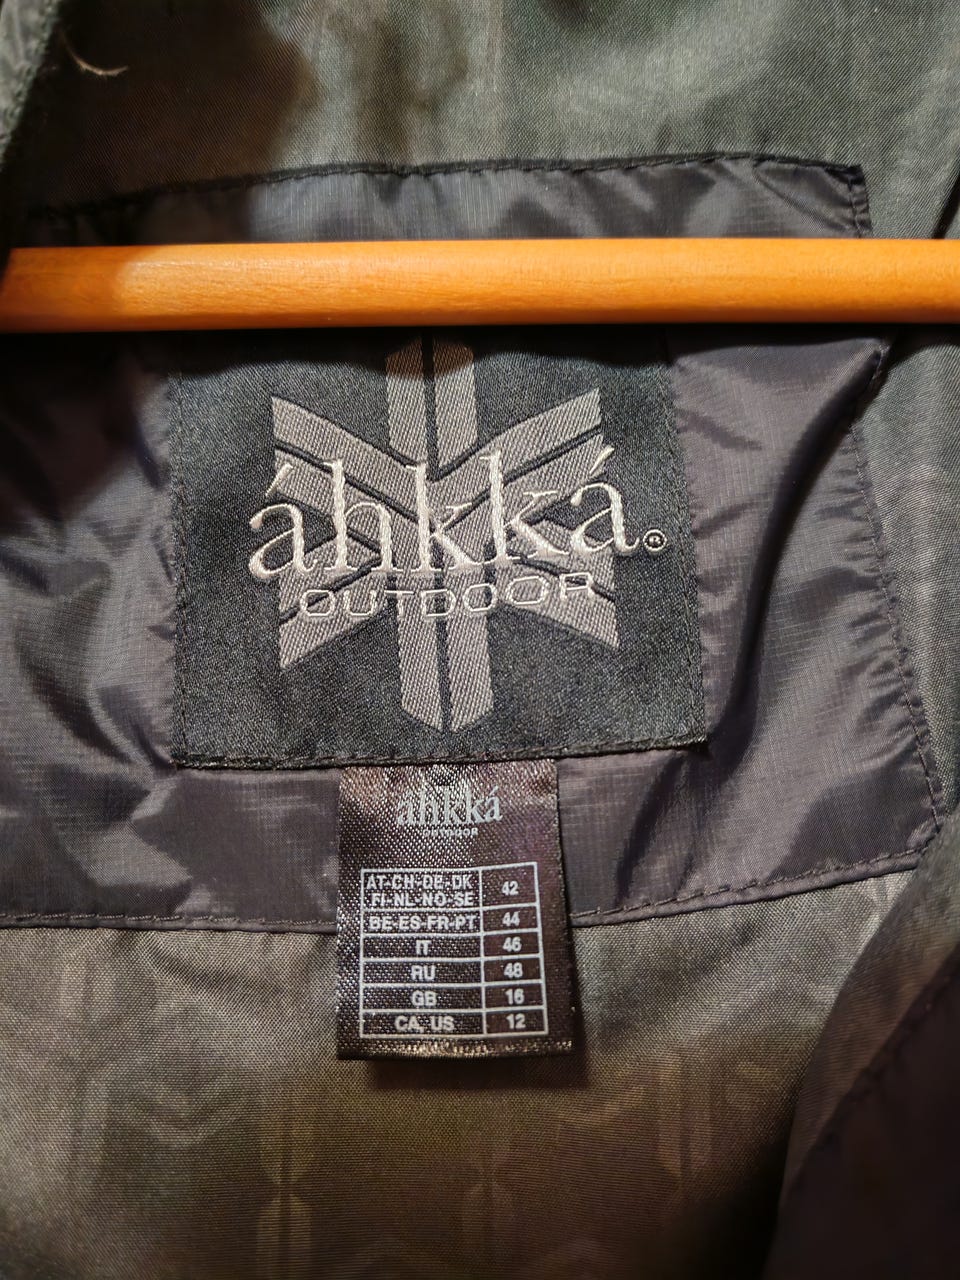 áhkká®
OUTDOOR
áhkká
OUTDOOR
AT-CH-DE-DK
FI-NL-NO-SE 42
BE-ES-FR-PT 44
IT 46
RU 48
GB 16
CA, US 12